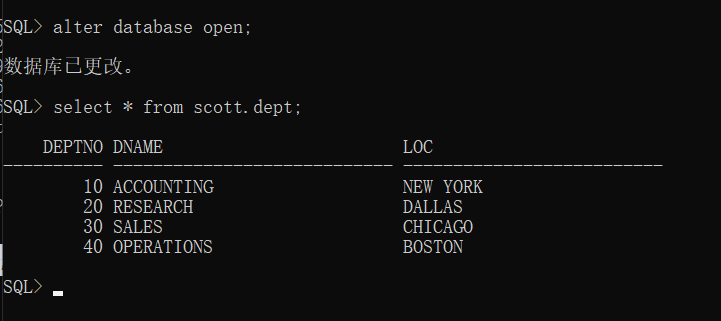 SQL> alter database open;
数据库已更改。
SQL> select * from scott.dept;
DEPTNO DNAME LOC
---------- ---------------------------- --------------------------
10 ACCOUNTING NEW YORK
20 RESEARCH DALLAS
30 SALES CHICAGO
40 OPERATIONS BOSTON
SQL>